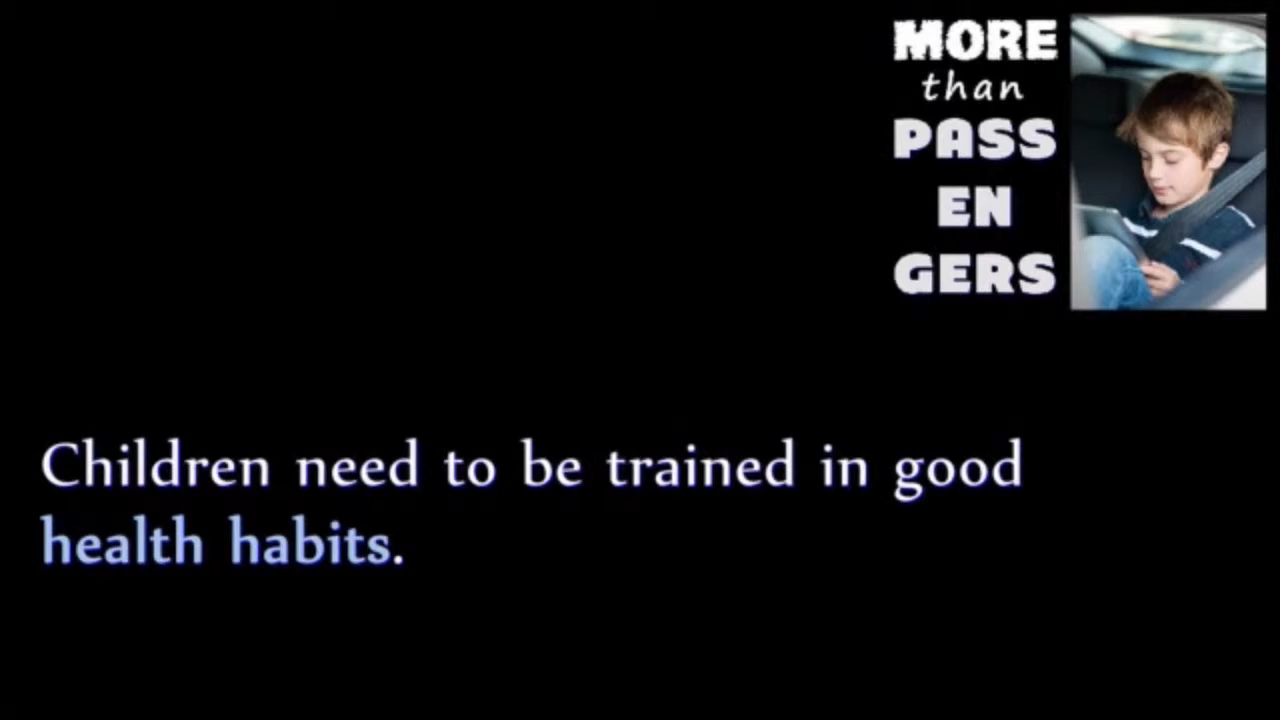 MORE
than
PASS
EN
GERS
Children need to be trained in good
health habits.